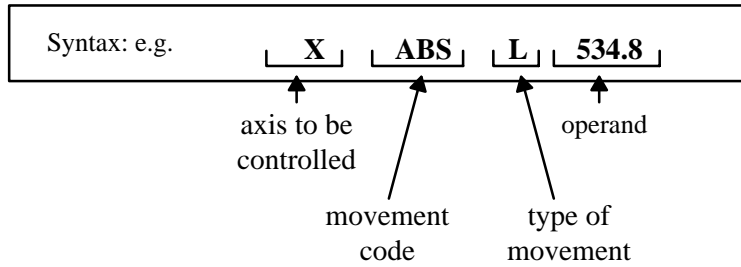 Syntax: e.g. X ABS L 534.8
axis to be
controlled
operand
movement
code
type of
movement